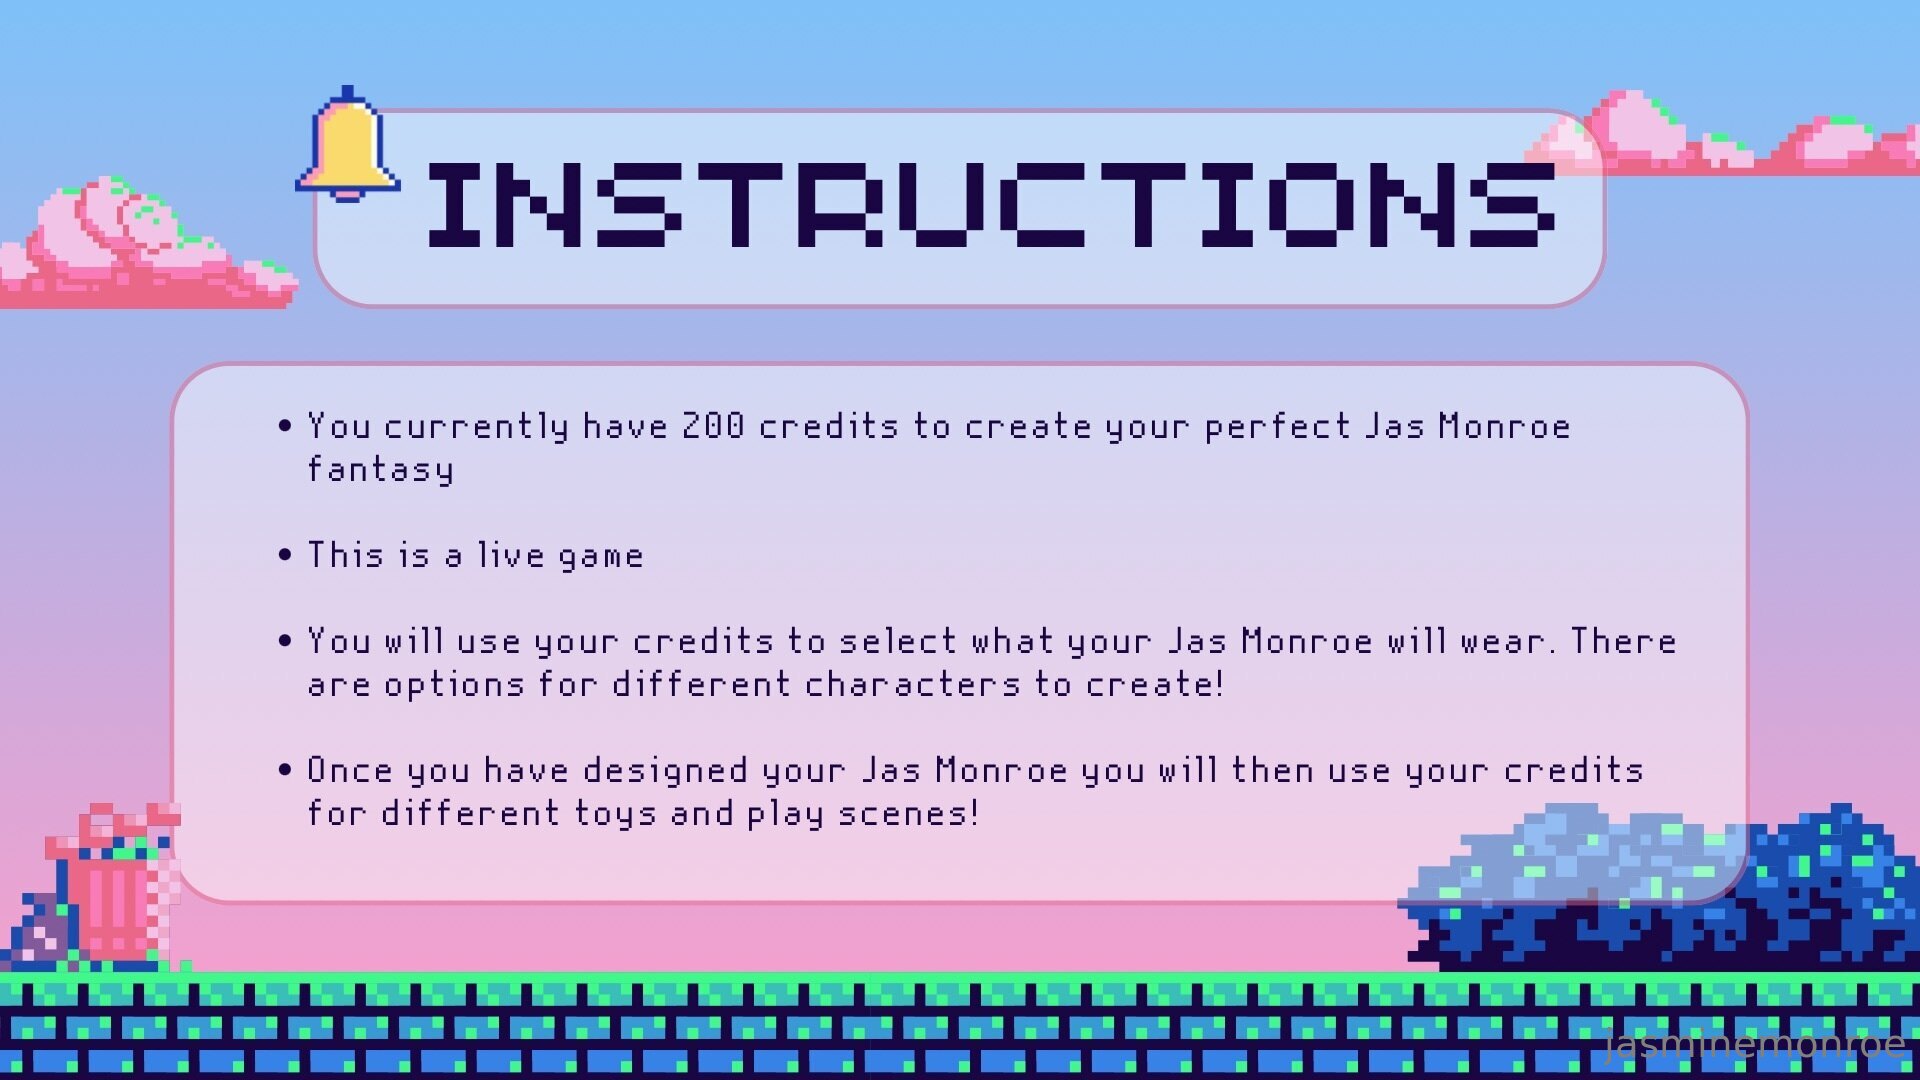 INSTRUCTIONS
• You currently have 200 credits to create your perfect Jas Monroe
fantasy
• This is a live game
• You will use your credits to select what your Jas Monroe will wear. There
are options for different characters to create!
• Once you have designed your Jas Monroe you will then use your credits
for different toys and play scenes!
jasminemonroe